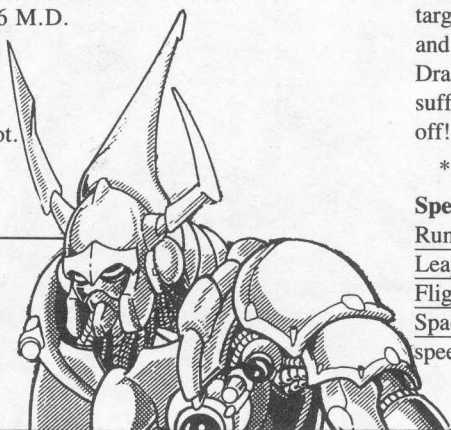 6 M.D.
ot.
targ
and
Dra
suff
off!
*
Spe
Run
Lea
Flig
Spa
spee